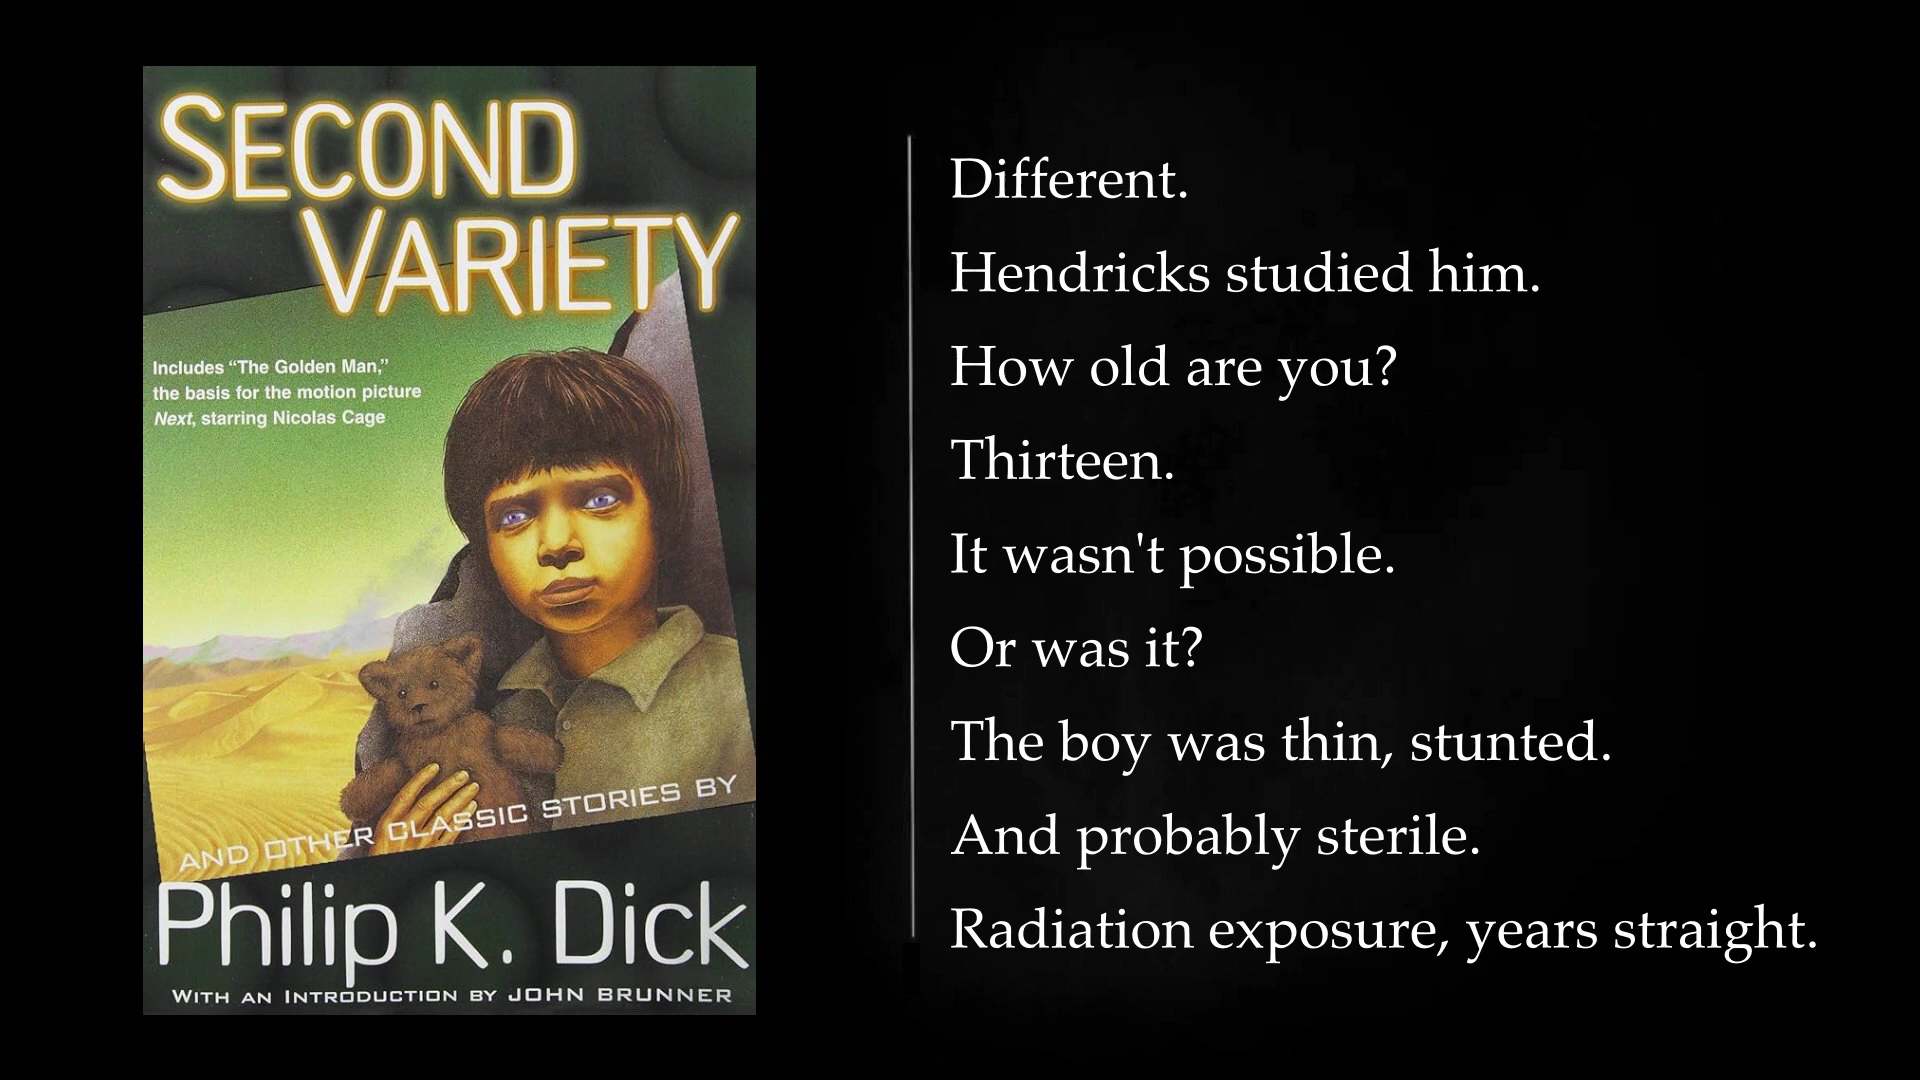 SECOND
VARIETY
Includes “The Golden Man,”
the basis for the motion picture
Next, starring Nicolas Cage
AND OTHER CLASSIC STORIES BY
Philip K. Dick
WITH AN INTRODUCTION BY JOHN BRUNNER
Different.
Hendricks studied him.
How old are you?
Thirteen.
It wasn't possible.
Or was it?
The boy was thin, stunted.
And probably sterile.
Radiation exposure, years straight.